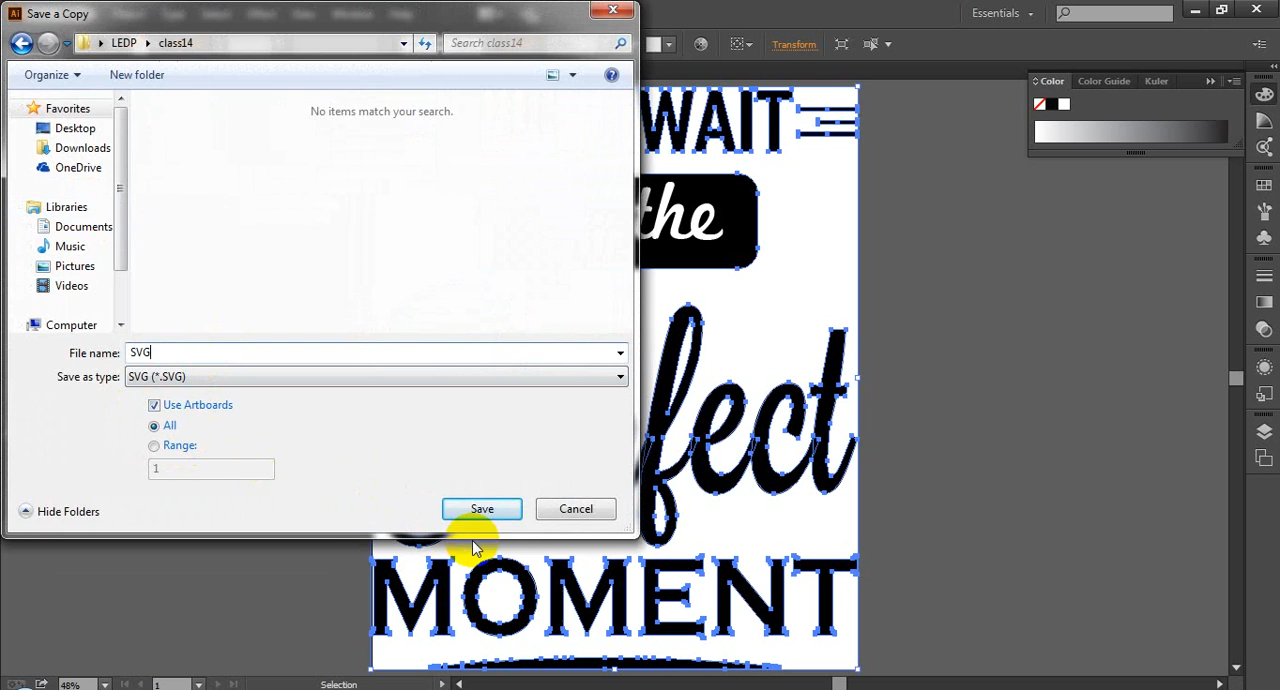 Save a Copy
Essentials
LEDP class14
Search class14
Transform
Organize New folder
Color Color Guide Kuler
No items match your search.
Favorites
Desktop
Downloads
OneDrive
Libraries
Documents
Music
Pictures
Videos
Computer
File name: SVG
Save as type: SVG (*.SVG)
Use Artboards
All
Range:
1
Hide Folders
Save Cancel
WAIT
the
fect
MOMENT
48% 1 Selection